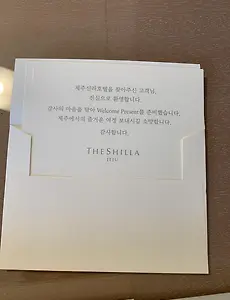 제주신라호텔을 찾아주신 고객님,
진심으로 환영합니다.
감사의 마음을 담아 Welcome Present를 준비했습니다.
제주에서의 즐거운 여정 보내시길 소망합니다.
감사합니다.
THE SHILLA
JEJU